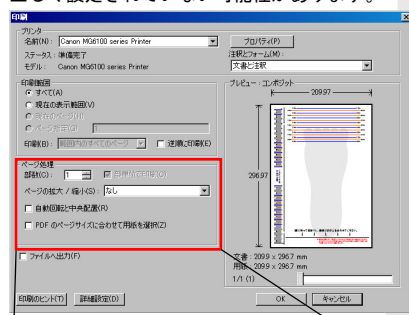 正しく設定されていない可能性があります。
印刷
プリンタ
名前(N): Canon MG6100 series Printer
プロパティ(P)
ステータス: 準備完了
注釈とフォーム(M):
モデル: Canon MG6100 series Printer
文書と注釈
印刷範囲
すべて(A)
現在の表示範囲(V)
現在のページ(U)
ページ指定(G) 1
印刷(B): 範囲内のすべてのページ
逆順に印刷(E)
プレビュー: コンポジット
209.97
296.97
ページ処理
部数(C): 1
部単位で印刷(O)
ページの拡大 / 縮小(S): なし
自動回転と中央配置(R)
PDF のページサイズに合わせて用紙を選択(Z)
ファイルへ出力(F)
文書: 209.9 x 296.7 mm
用紙: 209.9 x 296.7 mm
1/1 (1)
印刷のヒント(T)
詳細設定(D)
OK
キャンセル